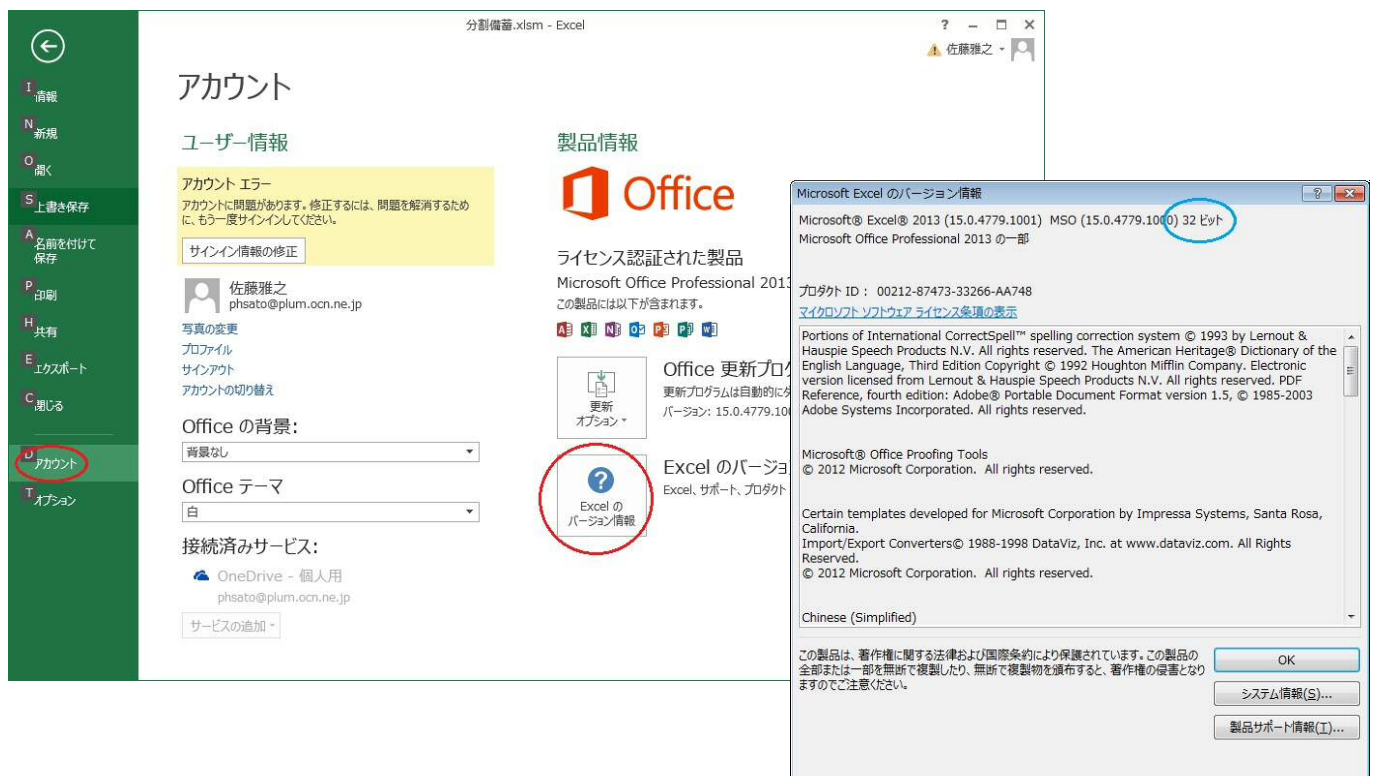 分割備蓄.xlsm - Excel
? – □ ×
佐藤雅之
I 情報
N 新規
O 開く
S 上書き保存
A 名前を付けて
保存
P 印刷
H 共有
E エクスポート
C 閉じる
D アカウント
T オプション
アカウント
ユーザー情報
アカウント エラー
アカウントに問題があります。修正するには、問題を解消するため
に、もう一度サインインしてください。
サインイン情報の修正
佐藤雅之
phsato@plum.ocn.ne.jp
写真の変更
プロファイル
サインアウト
アカウントの切り替え
Office の背景:
背景なし
Office テーマ
白
接続済みサービス:
OneDrive - 個人用
phsato@plum.ocn.ne.jp
サービスの追加
製品情報
Office
ライセンス認証された製品
Microsoft Office Professional 2013
この製品には以下が含まれます。
更新
オプション
Office 更新プロ
更新プログラムは自動的に
バージョン: 15.0.4779.10
Excel の
バージョン情報
Excel のバージョ
Excel、サポート、プロダクト
Microsoft Excel のバージョン情報
Microsoft® Excel® 2013 (15.0.4779.1001) MSO (15.0.4779.1000) 32 ビット
Microsoft Office Professional 2013 の一部
プロダクト ID : 00212-87473-33266-AA748
マイクロソフト ソフトウェア ライセンス条項の表示
Portions of International CorrectSpell™ spelling correction system © 1993 by Lernout &
Hauspie Speech Products N.V. All rights reserved. The American Heritage® Dictionary of the
English Language, Third Edition Copyright © 1992 Houghton Mifflin Company. Electronic
version licensed from Lernout & Hauspie Speech Products N.V. All rights reserved. PDF
Reference, fourth edition: Adobe® Portable Document Format version 1.5, © 1985-2003
Adobe Systems Incorporated. All rights reserved.
Microsoft® Office Proofing Tools
© 2012 Microsoft Corporation. All rights reserved.
Certain templates developed for Microsoft Corporation by Impressa Systems, Santa Rosa,
California.
Import/Export Converters© 1988-1998 DataViz, Inc. at www.dataviz.com. All Rights
Reserved.
© 2012 Microsoft Corporation. All rights reserved.
Chinese (Simplified)
この製品は、著作権に関する法律および国際条約により保護されています。この製品の
全部または一部を無断で複製したり、無断で複製物を頒布すると、著作権の侵害となり
ますのでご注意ください。
OK
システム情報(S)...
製品サポート情報(T)...